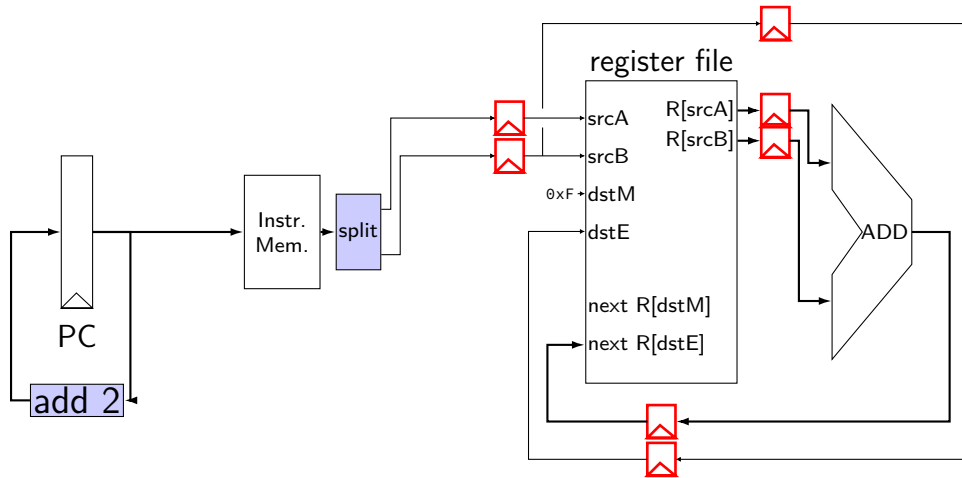 PC
add 2
Instr.
Mem.
split
register file
srcA
srcB
0xF
dstM
dstE
next R[dstM]
next R[dstE]
R[srcA]
R[srcB]
ADD